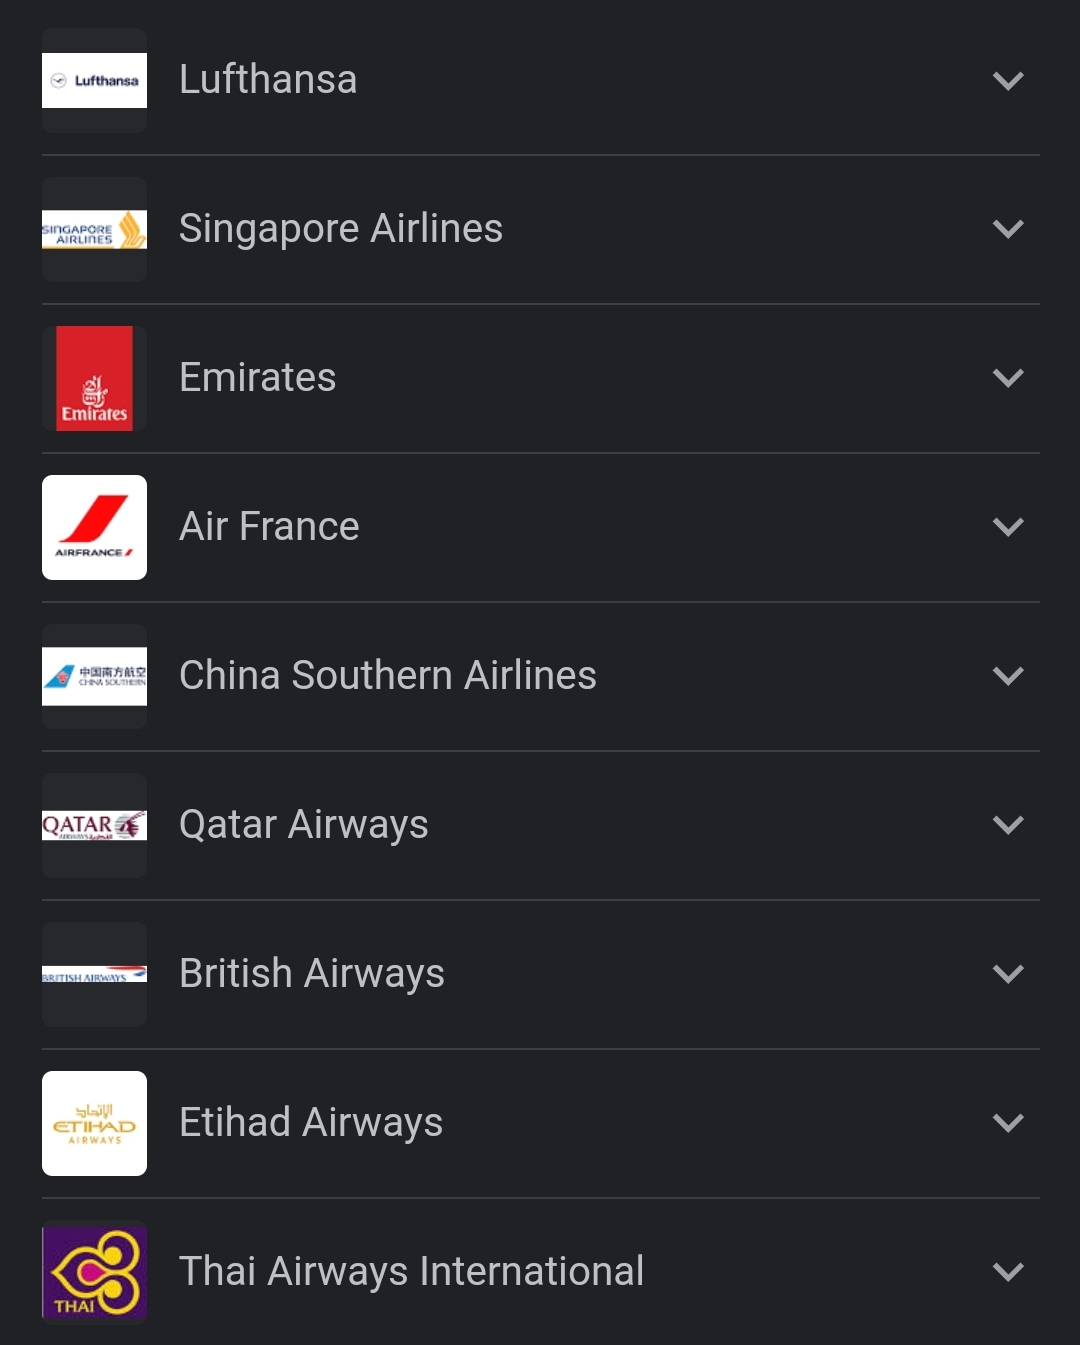 Lufthansa
Lufthansa
SINGAPORE
AIRLINES
Singapore Airlines
Emirates
Emirates
AIRFRANCE
Air France
中国南方航空
CHINA SOUTHERN
China Southern Airlines
QATAR
AIRWAYS القطرية
Qatar Airways
BRITISH AIRWAYS
British Airways
الإتحاد
ETIHAD
AIRWAYS
Etihad Airways
THAI
Thai Airways International